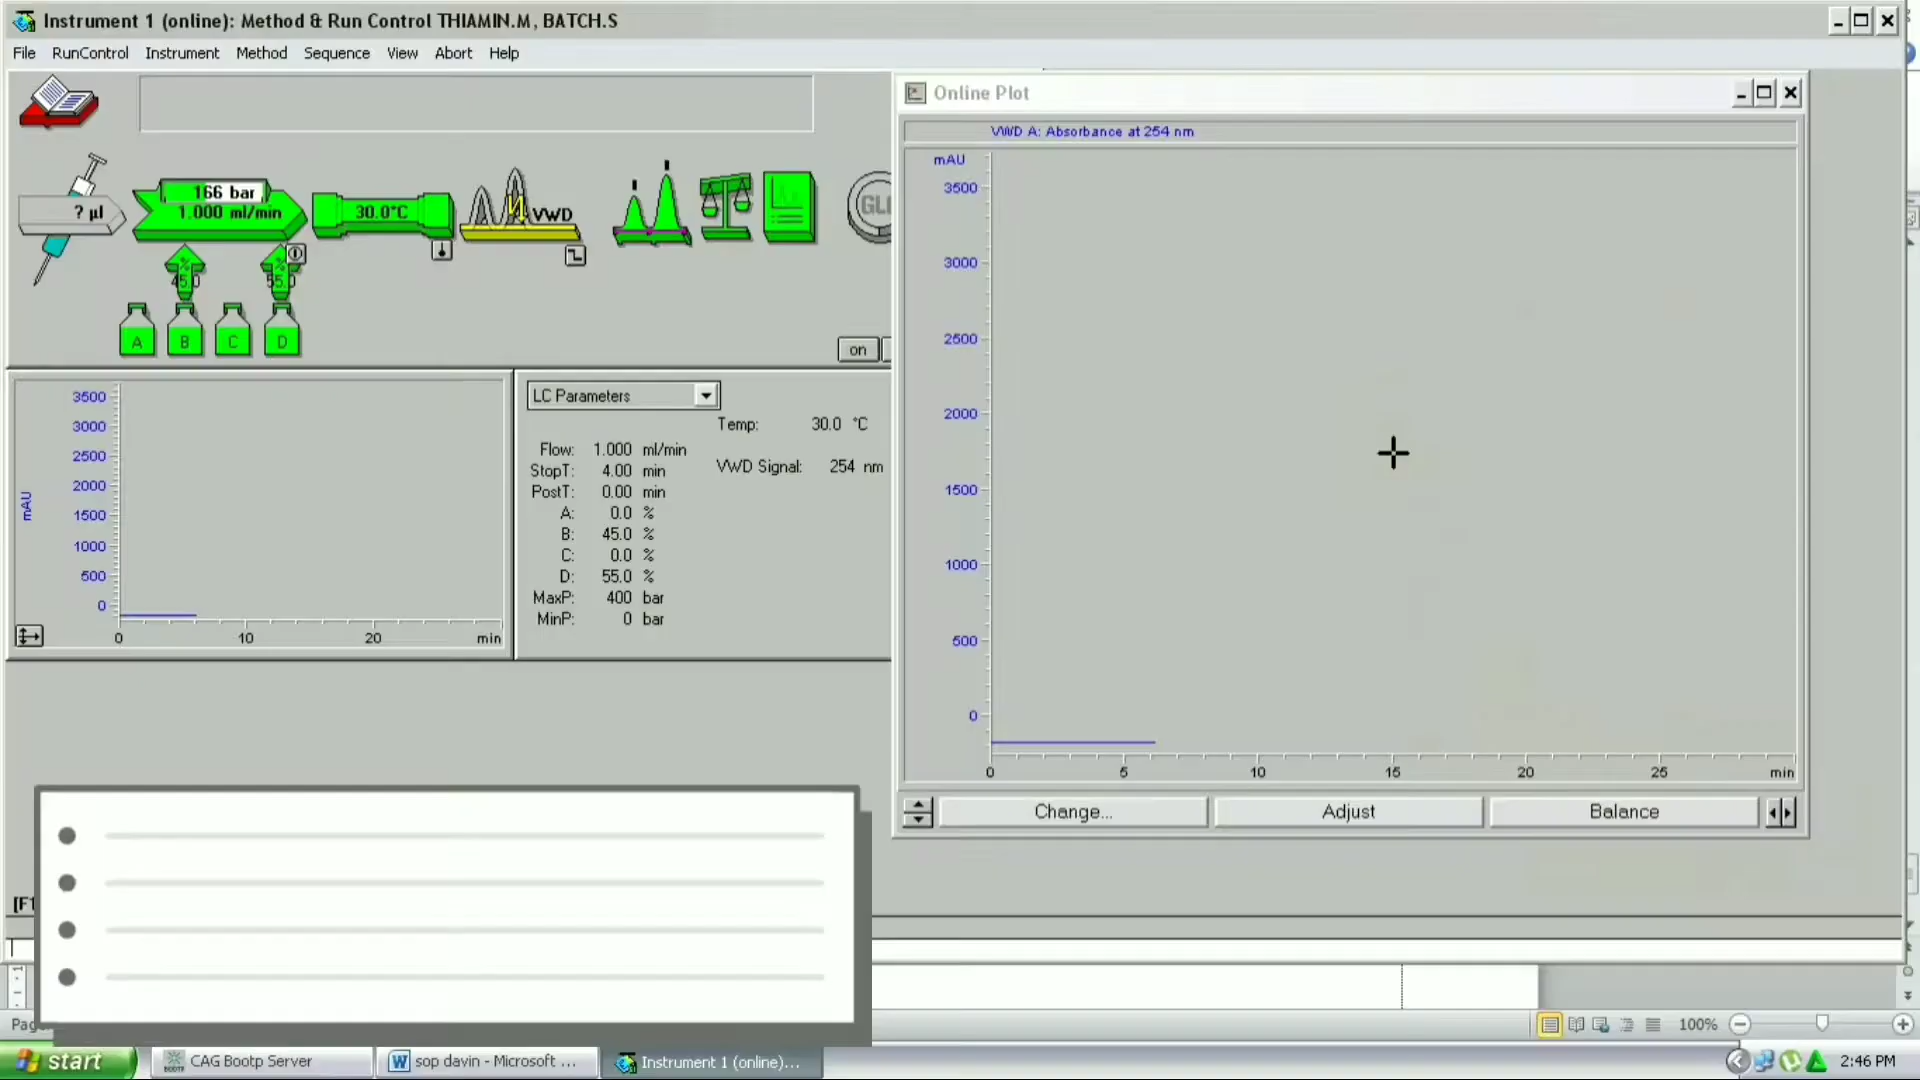 Instrument 1 (online): Method & Run Control THIAMIN.M, BATCH.S
File RunControl Instrument Method Sequence View Abort Help
Online Plot
VWD A: Absorbance at 254 nm
mAU
3500
3000
2500
2000
1500
1000
500
0
0 5 10 15 20 25 min
Change... Adjust Balance
166 bar
? µl
1.000 ml/min
30.0°C
VWD
% %
45.0 55.0
A B C D
on
3500
3000
2500
2000
1500
1000
500
0
mAU
0 10 20 min
LC Parameters
Temp: 30.0 °C
Flow: 1.000 ml/min
VWD Signal: 254 nm
StopT: 4.00 min
PostT: 0.00 min
A: 0.0 %
B: 45.0 %
C: 0.0 %
D: 55.0 %
MaxP: 400 bar
MinP: 0 bar
100%
start CAG Bootp Server sop davin - Microsoft ... Instrument 1 (online)... 2:46 PM